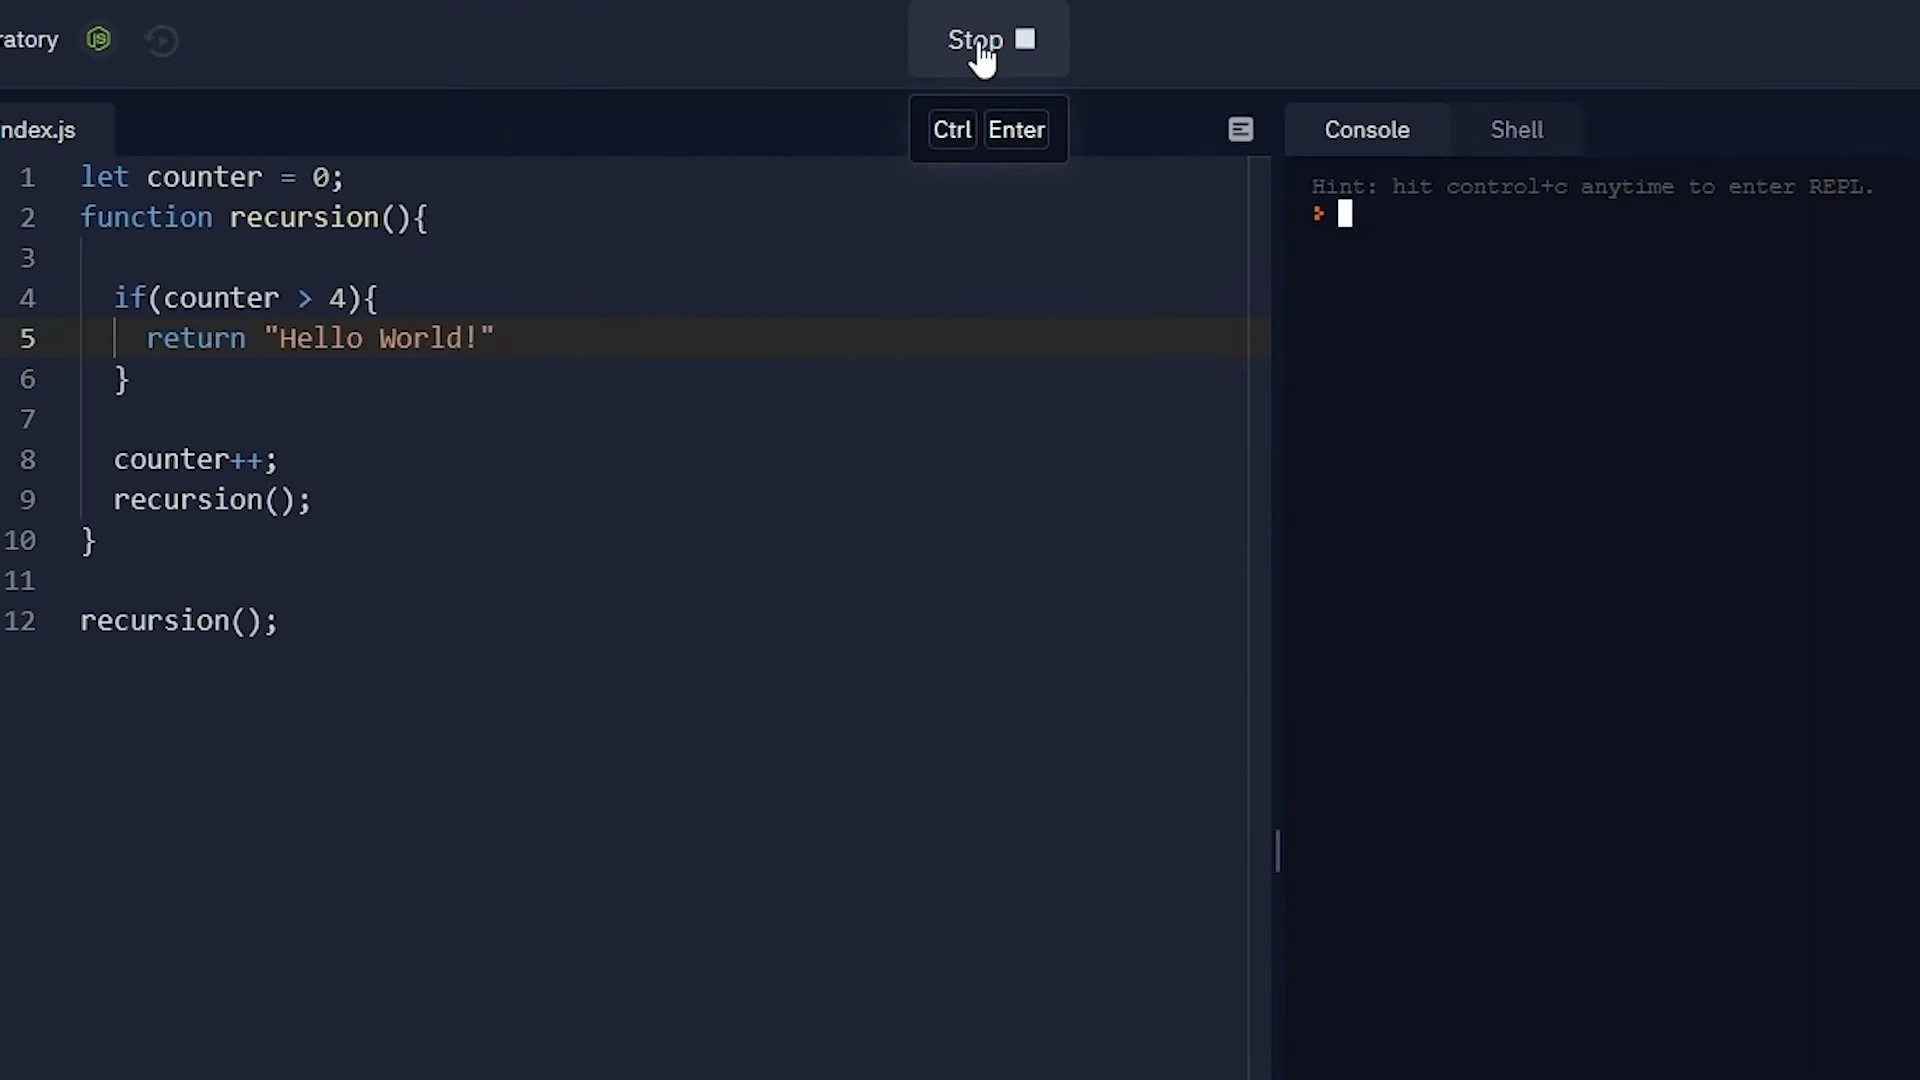 ratory
Stop
Ctrl Enter
ndex.js
Console Shell
1 let counter = 0;
2 function recursion(){
3
4 if(counter > 4){
5 return "Hello World!"
6 }
7
8 counter++;
9 recursion();
10 }
11
12 recursion();
Hint: hit control+c anytime to enter REPL.